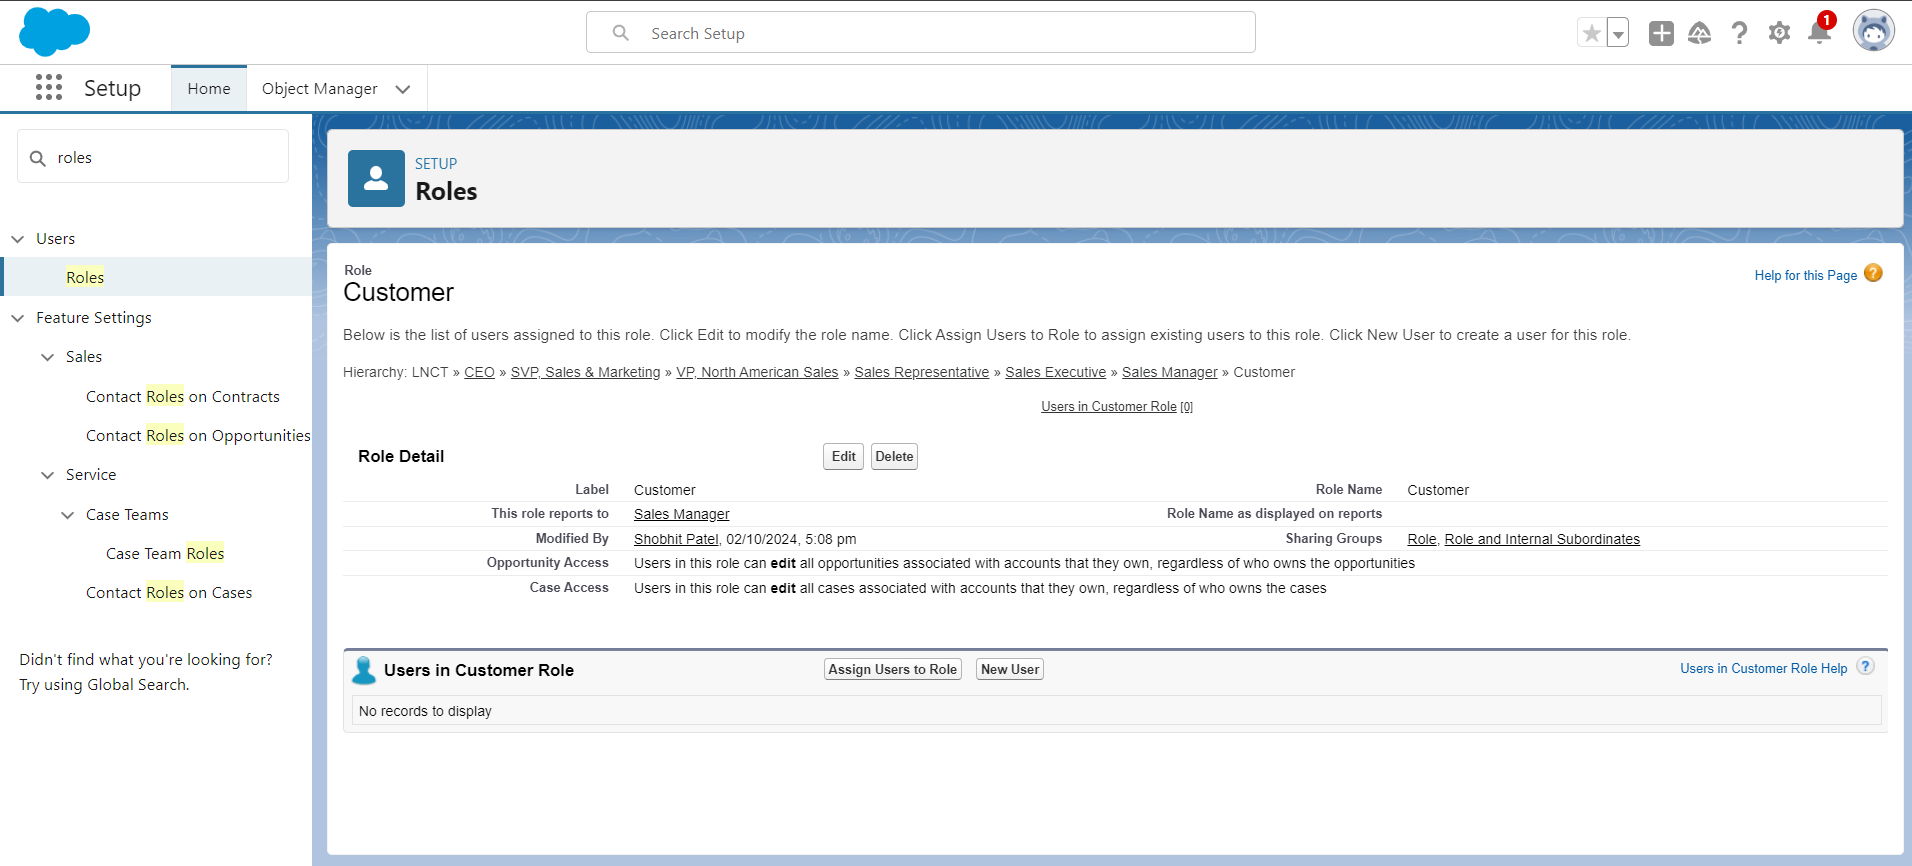 Search Setup
1
Setup
Home
Object Manager
roles
Users
Roles
Feature Settings
Sales
Contact Roles on Contracts
Contact Roles on Opportunities
Service
Case Teams
Case Team Roles
Contact Roles on Cases
Didn't find what you're looking for?
Try using Global Search.
SETUP
Roles
Role
Customer
Help for this Page ?
Below is the list of users assigned to this role. Click Edit to modify the role name. Click Assign Users to Role to assign existing users to this role. Click New User to create a user for this role.
Hierarchy: LNCT » CEO » SVP, Sales & Marketing » VP, North American Sales » Sales Representative » Sales Executive » Sales Manager » Customer
Users in Customer Role [0]
Role Detail Edit Delete
Label Customer Role Name Customer
This role reports to Sales Manager Role Name as displayed on reports
Modified By Shobhit Patel, 02/10/2024, 5:08 pm Sharing Groups Role, Role and Internal Subordinates
Opportunity Access Users in this role can edit all opportunities associated with accounts that they own, regardless of who owns the opportunities
Case Access Users in this role can edit all cases associated with accounts that they own, regardless of who owns the cases
Users in Customer Role Assign Users to Role New User Users in Customer Role Help ?
No records to display